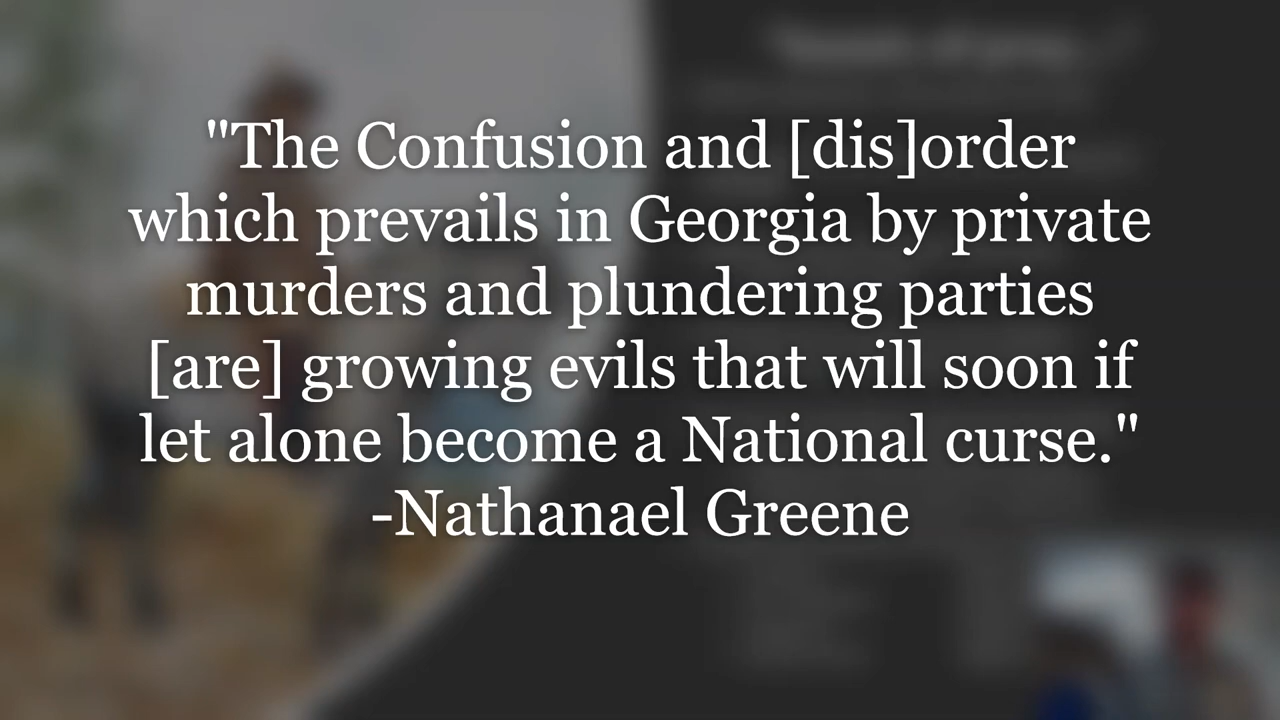 "The Confusion and [dis]order
which prevails in Georgia by private
murders and plundering parties
[are] growing evils that will soon if
let alone become a National curse."
-Nathanael Greene